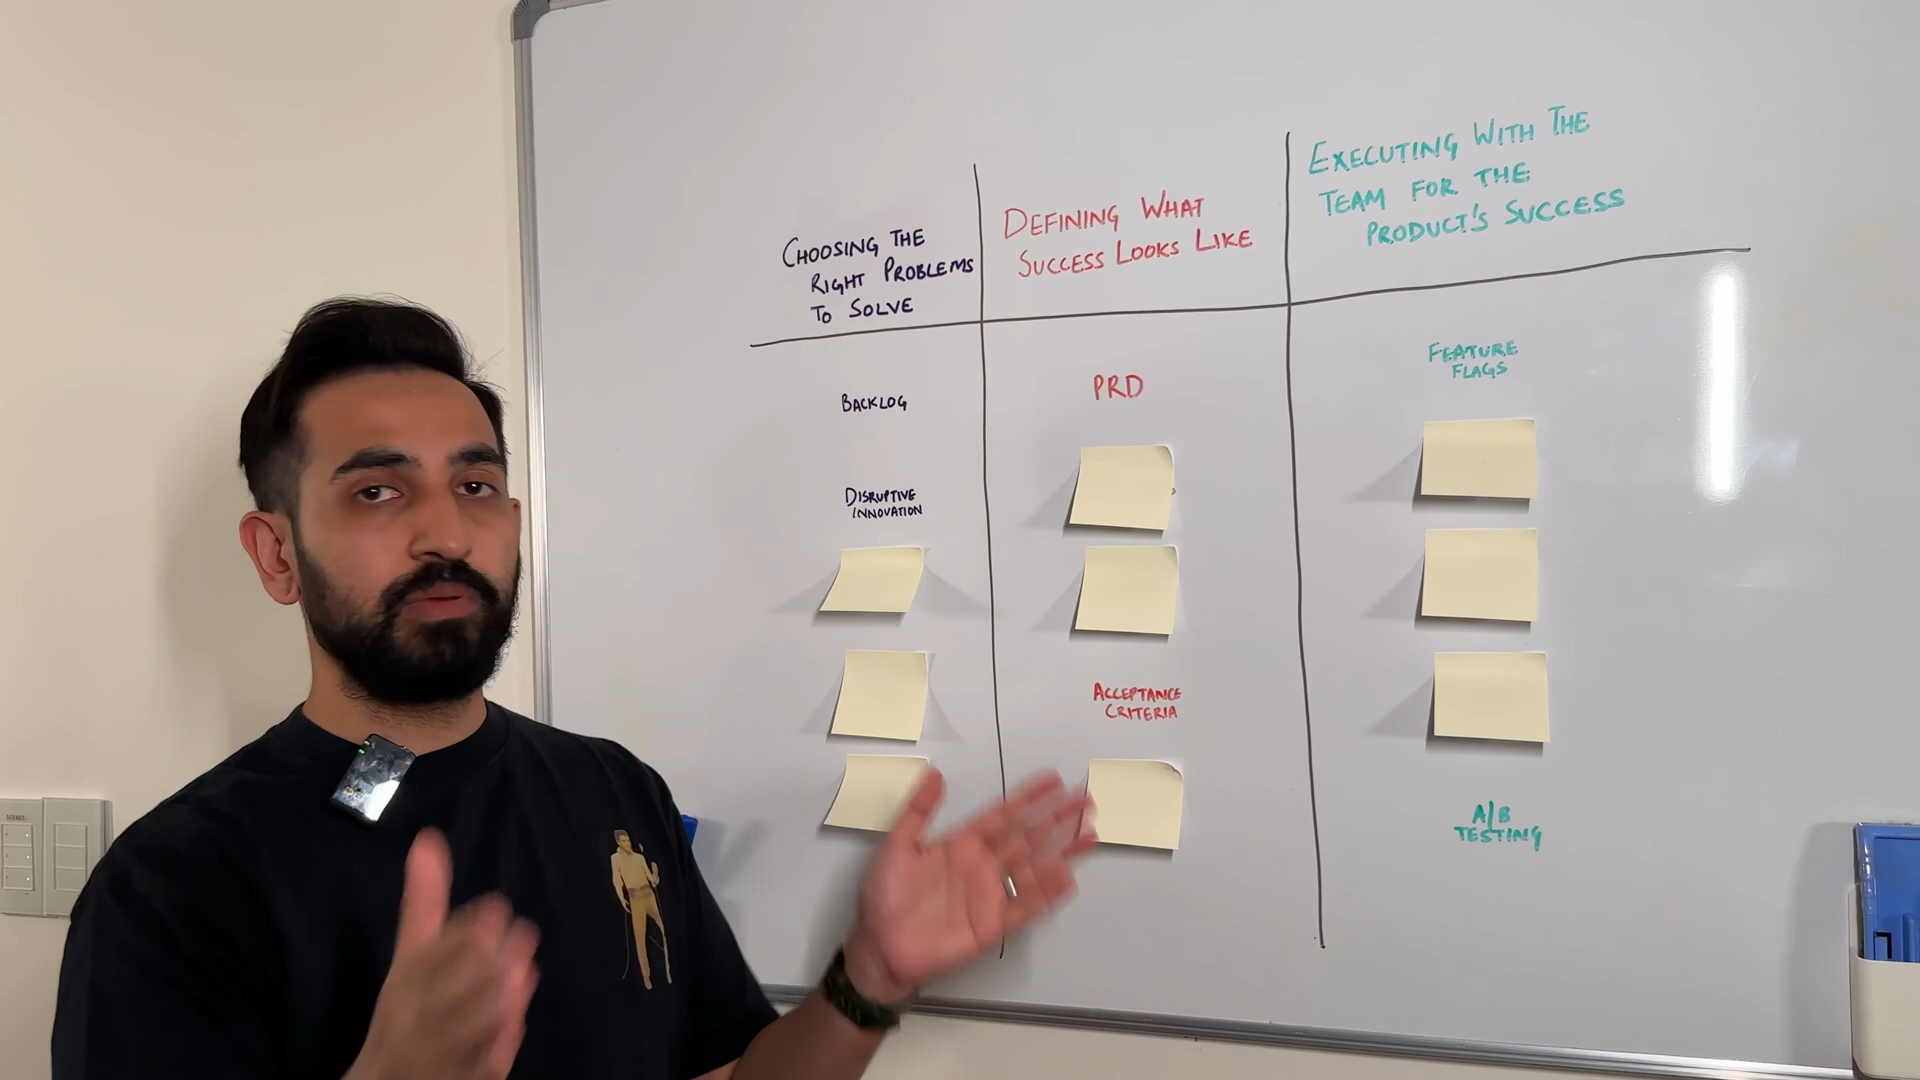 CHOOSING THE
RIGHT PROBLEMS
TO SOLVE
BACKLOG
DISRUPTIVE
INNOVATION
DEFINING WHAT
SUCCESS LOOKS LIKE
PRD
ACCEPTANCE
CRITERIA
EXECUTING WITH THE
TEAM FOR THE
PRODUCT'S SUCCESS
FEATURE
FLAGS
A/B
TESTING
SCENES